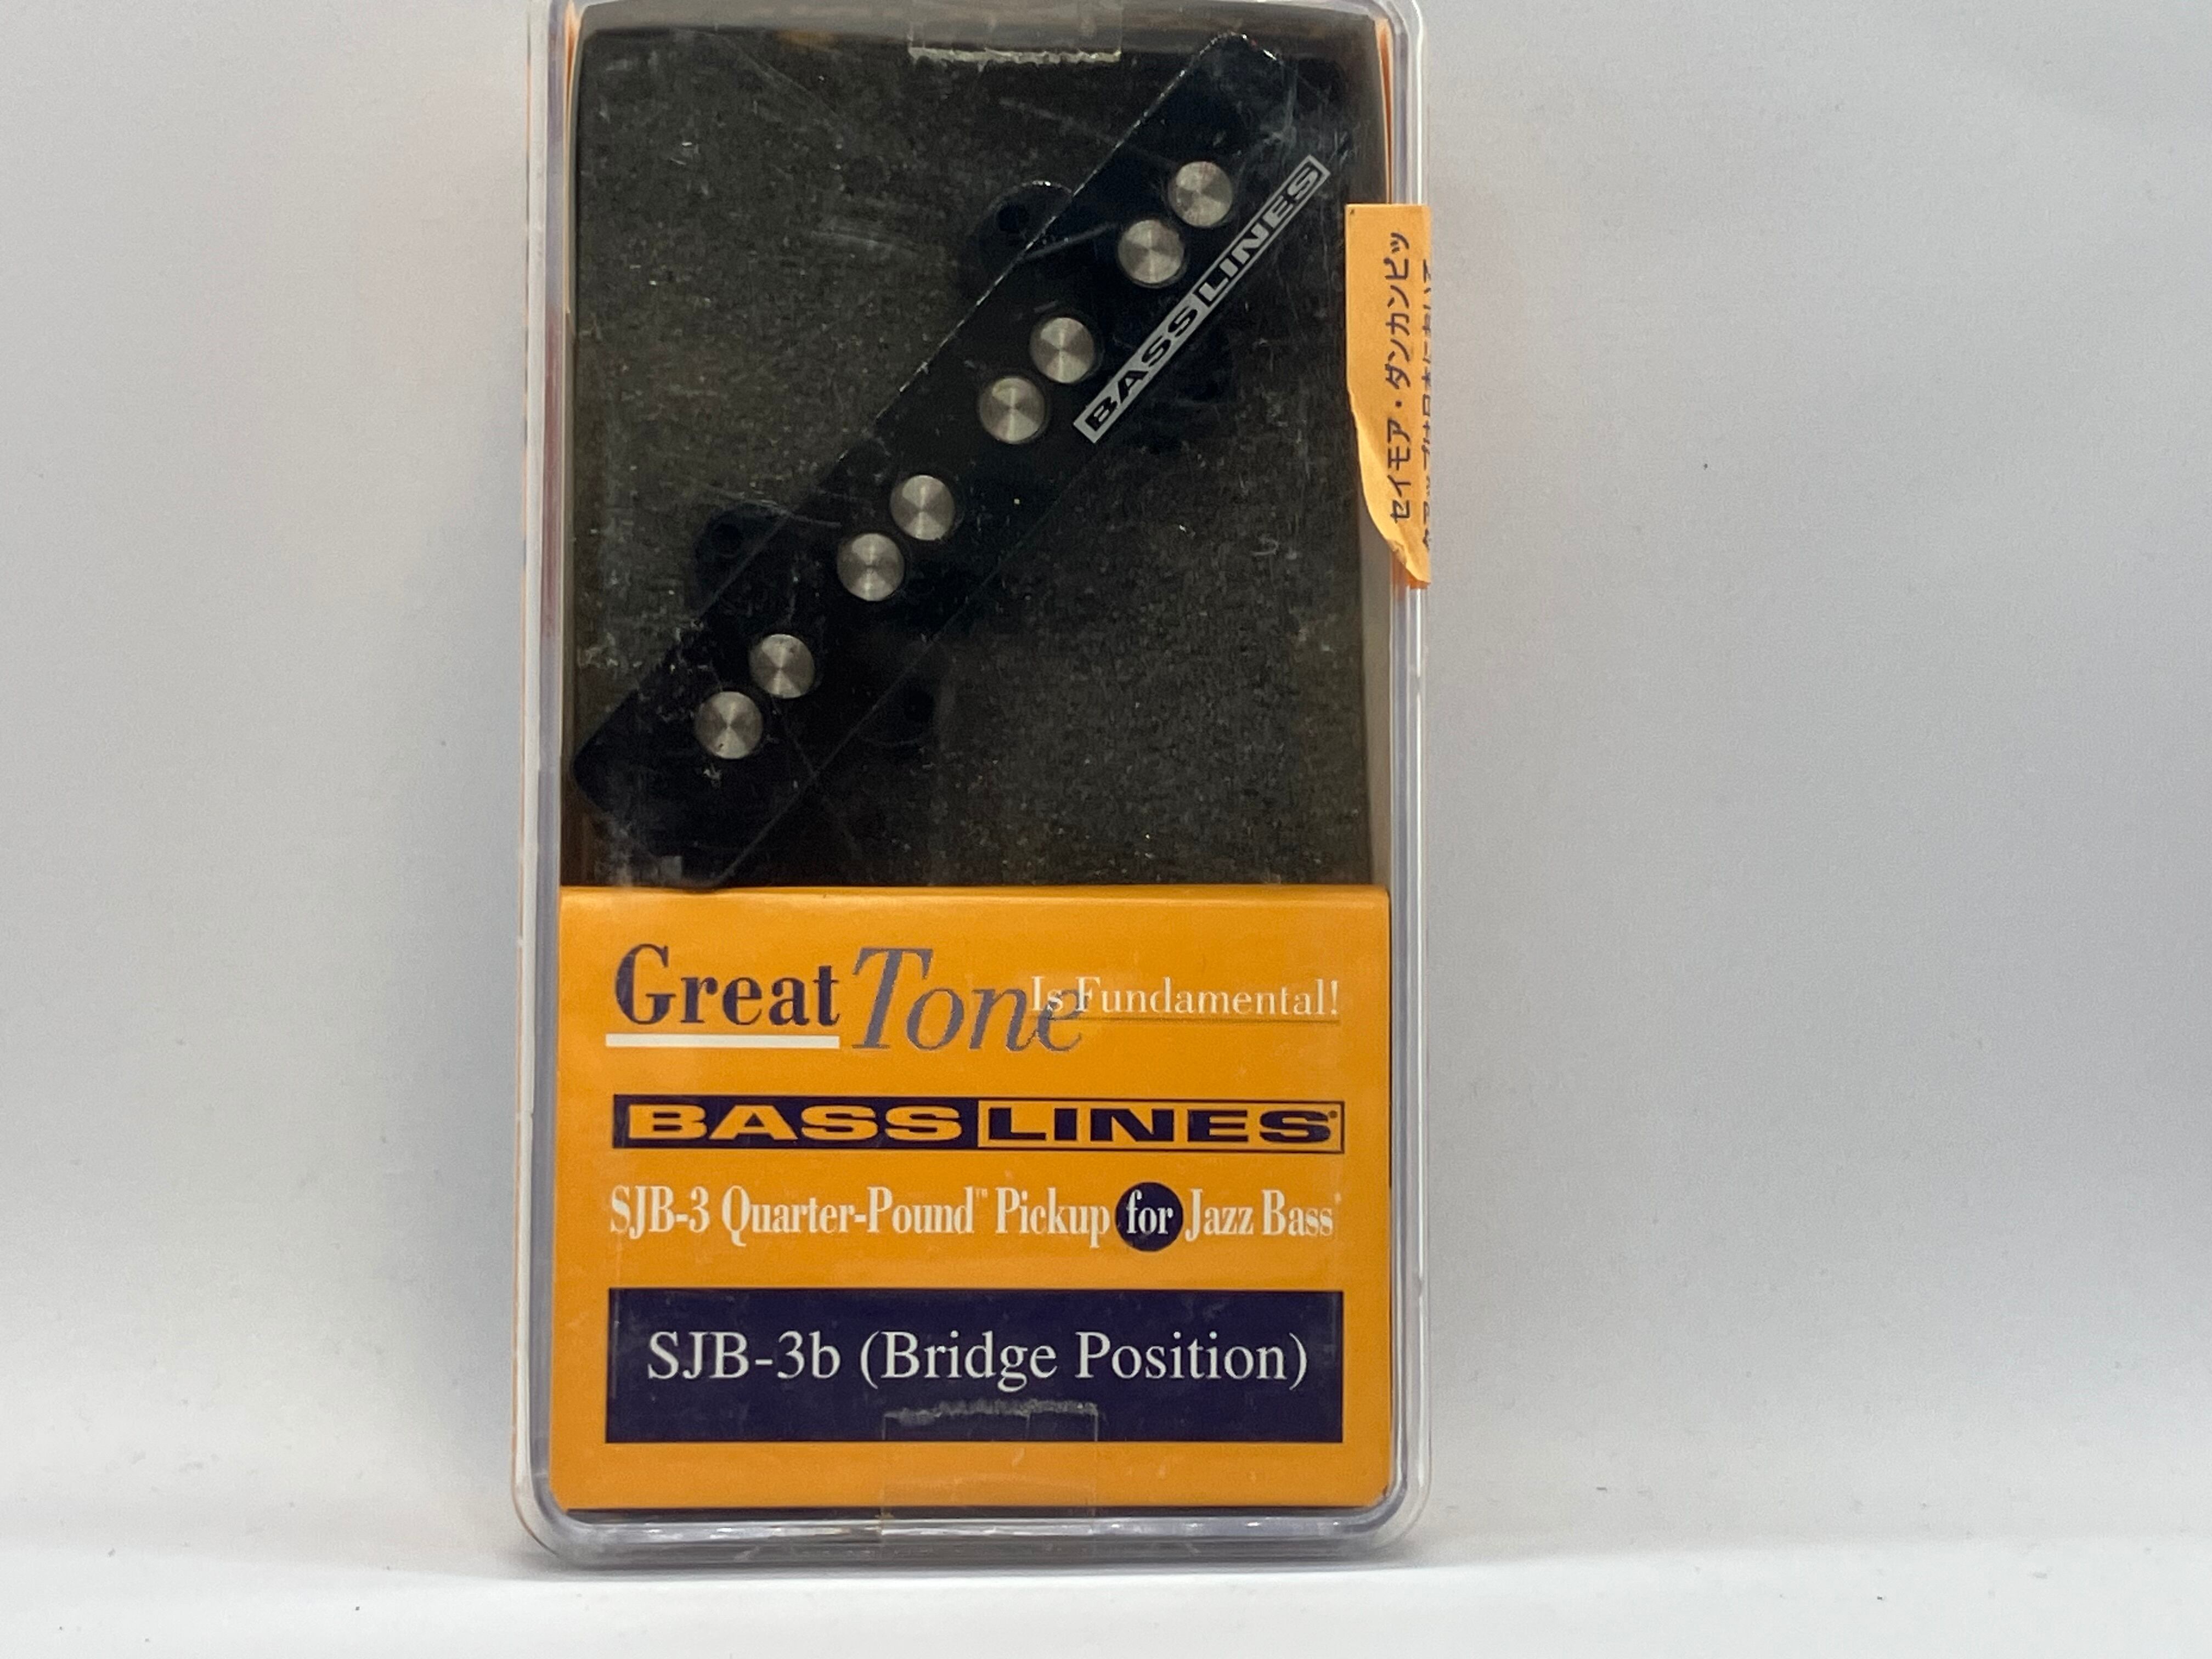 BASS LINES
セイモア・ダンカンピッ
Great Tone Is Fundamental!
BASS LINES®
SJB-3 Quarter-Pound™ Pickup for Jazz Bass®
SJB-3b (Bridge Position)